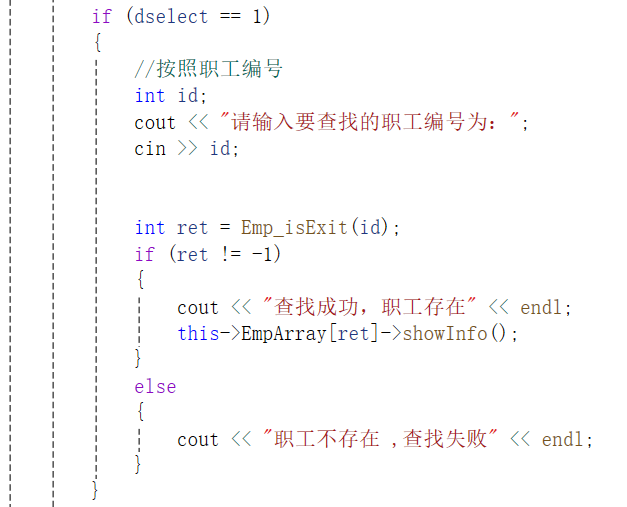 if (dselect == 1)
{
//按照职工编号
int id;
cout << "请输入要查找的职工编号为：";
cin >> id;
int ret = Emp_isExit(id);
if (ret != -1)
{
cout << "查找成功，职工存在" << endl;
this->EmpArray[ret]->showInfo();
}
else
{
cout << "职工不存在 ,查找失败" << endl;
}
}